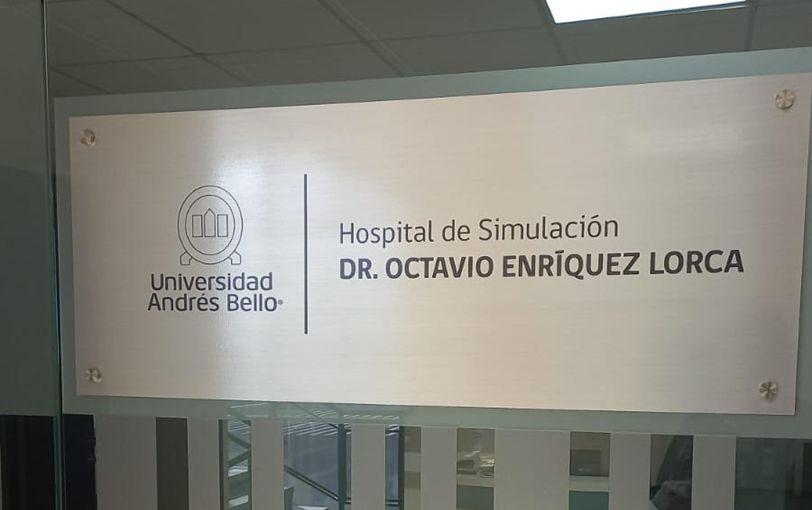 Universidad
Andrés Bello®
Hospital de Simulación
DR. OCTAVIO ENRÍQUEZ LORCA